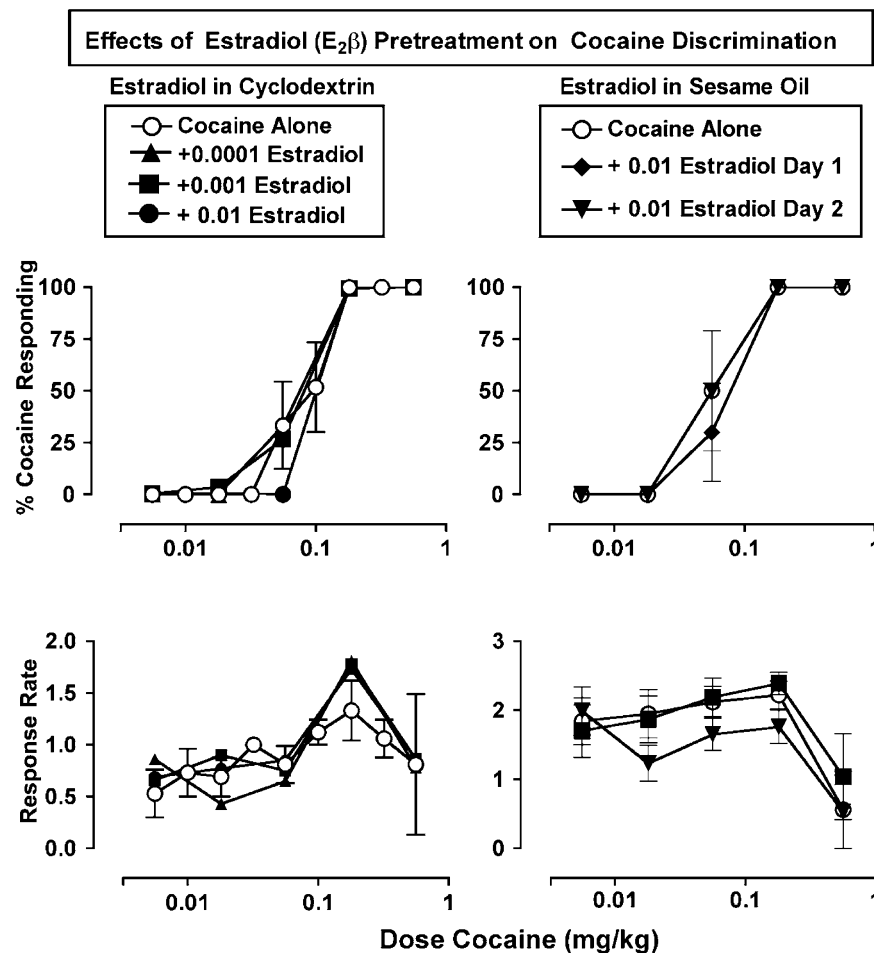 Effects of Estradiol (E₂β) Pretreatment on Cocaine Discrimination
Estradiol in Cyclodextrin
Cocaine Alone
+0.0001 Estradiol
+0.001 Estradiol
+ 0.01 Estradiol
Estradiol in Sesame Oil
Cocaine Alone
+ 0.01 Estradiol Day 1
+ 0.01 Estradiol Day 2
% Cocaine Responding
100
75
50
25
0
0.01 0.1 1
100
75
50
25
0
0.01 0.1 1
Response Rate
2.0
1.5
1.0
0.5
0.0
0.01 0.1 1
3
2
1
0
0.01 0.1 1
Dose Cocaine (mg/kg)